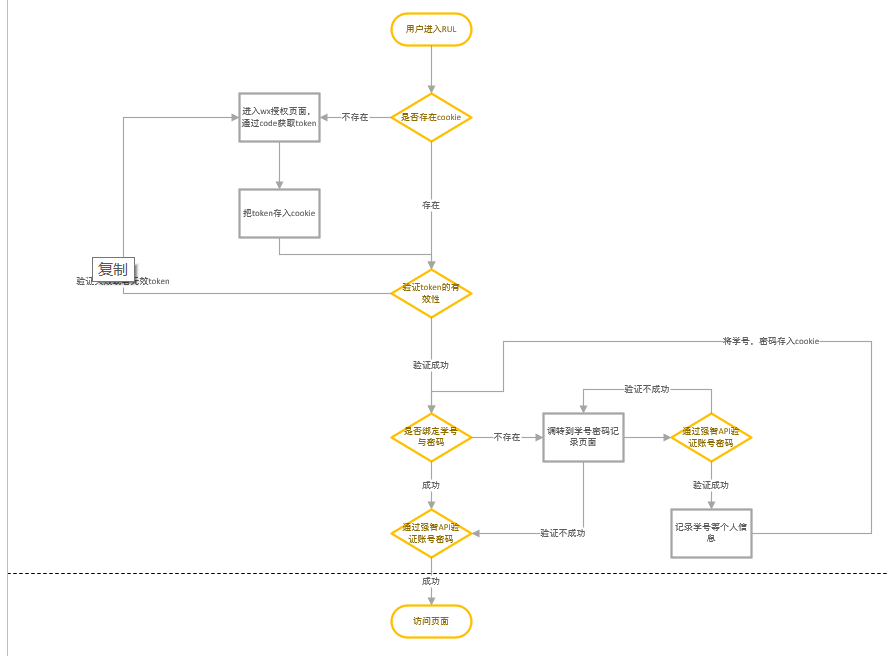 用户进入RUL
进入wx授权页面，
通过code获取token
不存在
是否存在cookie
把token存入cookie
存在
复制
验证
无效token
验证token的有
效性
将学号，密码存入cookie
验证成功
验证不成功
是否绑定学号
与密码
不存在
调转到学号密码记
录页面
通过强智API验
证账号密码
成功
验证成功
通过强智API验
证账号密码
验证不成功
记录学号等个人信
息
成功
访问页面